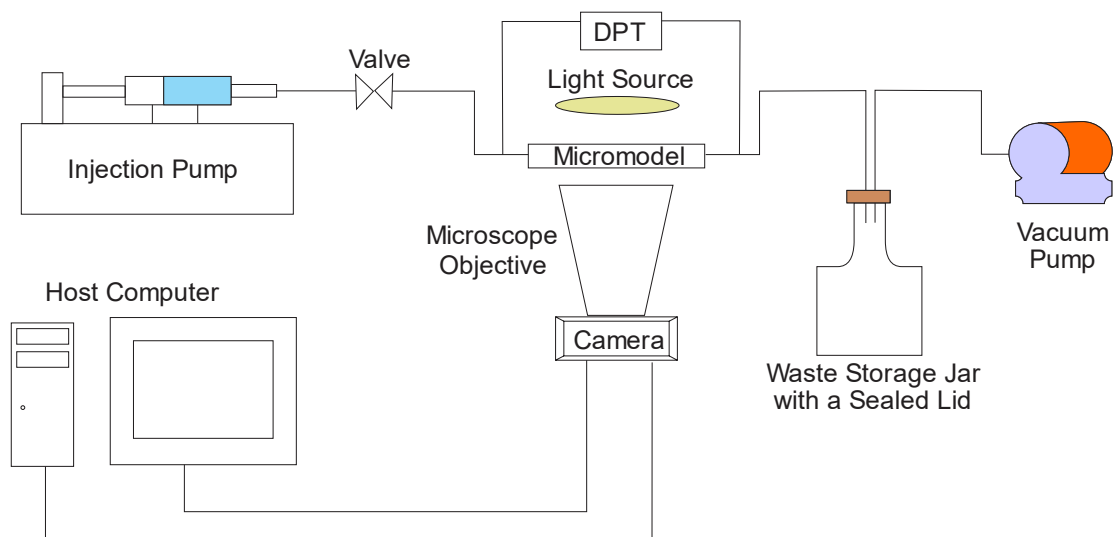 DPT
Valve
Light Source
Injection Pump
Micromodel
Microscope
Objective
Vacuum
Pump
Host Computer
Camera
Waste Storage Jar
with a Sealed Lid